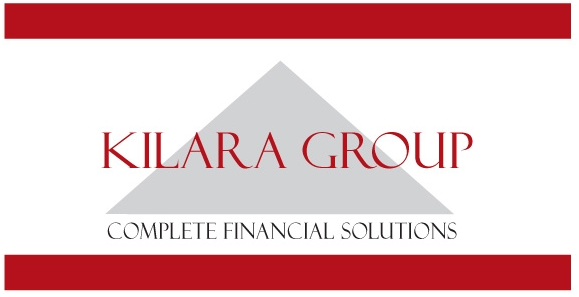 KILARA GROUP
COMPLETE FINANCIAL SOLUTIONS